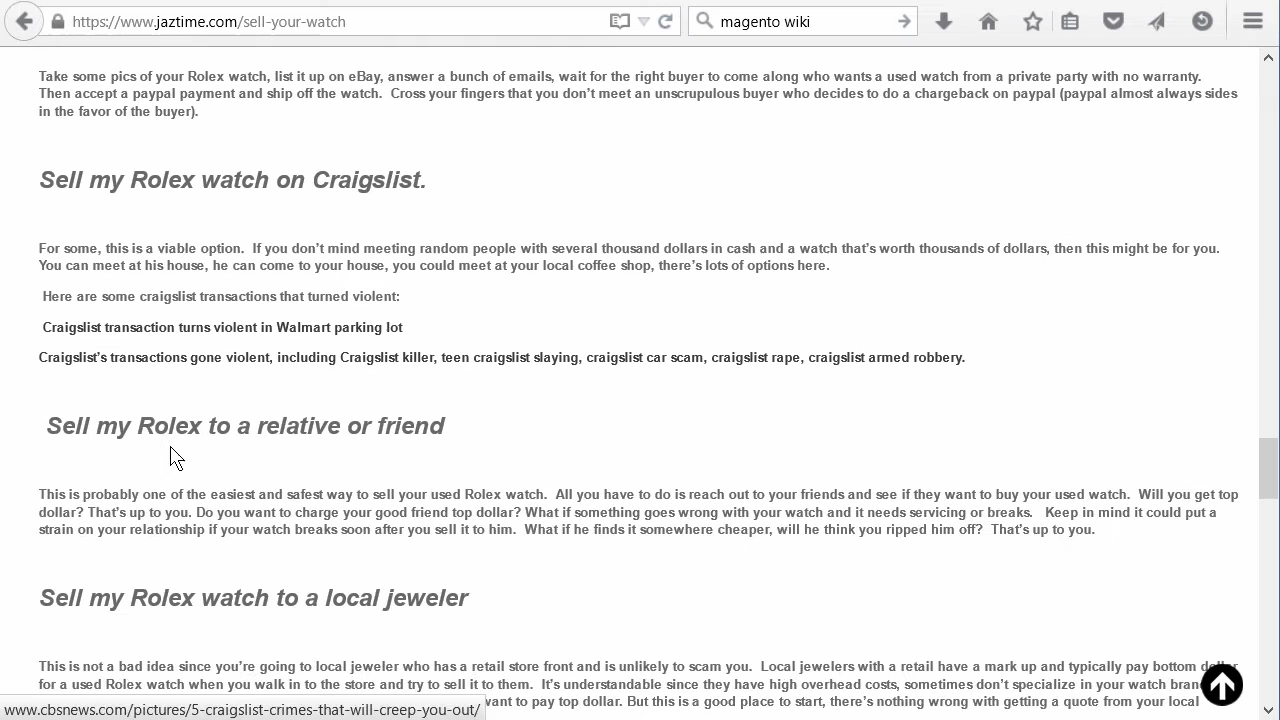 https://www.jaztime.com/sell-your-watch
magento wiki
Take some pics of your Rolex watch, list it up on eBay, answer a bunch of emails, wait for the right buyer to come along who wants a used watch from a private party with no warranty.
Then accept a paypal payment and ship off the watch.  Cross your fingers that you don't meet an unscrupulous buyer who decides to do a chargeback on paypal (paypal almost always sides
in the favor of the buyer).
Sell my Rolex watch on Craigslist.
For some, this is a viable option.  If you don't mind meeting random people with several thousand dollars in cash and a watch that's worth thousands of dollars, then this might be for you.
You can meet at his house, he can come to your house, you could meet at your local coffee shop, there's lots of options here.
Here are some craigslist transactions that turned violent:
Craigslist transaction turns violent in Walmart parking lot
Craigslist's transactions gone violent, including Craigslist killer, teen craigslist slaying, craigslist car scam, craigslist rape, craigslist armed robbery.
Sell my Rolex to a relative or friend
This is probably one of the easiest and safest way to sell your used Rolex watch.  All you have to do is reach out to your friends and see if they want to buy your used watch.  Will you get top
dollar? That's up to you. Do you want to charge your good friend top dollar? What if something goes wrong with your watch and it needs servicing or breaks.   Keep in mind it could put a
strain on your relationship if your watch breaks soon after you sell it to him.  What if he finds it somewhere cheaper, will he think you ripped him off?  That's up to you.
Sell my Rolex watch to a local jeweler
This is not a bad idea since you're going to local jeweler who has a retail store front and is unlikely to scam you.  Local jewelers with a retail have a mark up and typically pay bottom dollar
for a used Rolex watch when you walk in to the store and try to sell it to them.  It's understandable since they have high overhead costs, sometimes don't specialize in your watch bran
want to pay top dollar. But this is a good place to start, there's nothing wrong with getting a quote from your local
www.cbsnews.com/pictures/5-craigslist-crimes-that-will-creep-you-out/